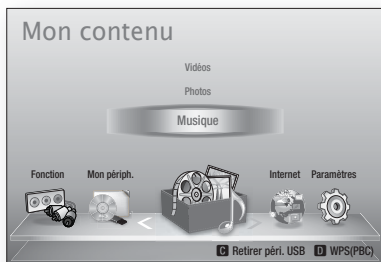 Mon contenu
Vidéos
Photos
Musique
Fonction Mon périph. Internet Paramètres
C Retirer péri. USB D WPS(PBC)